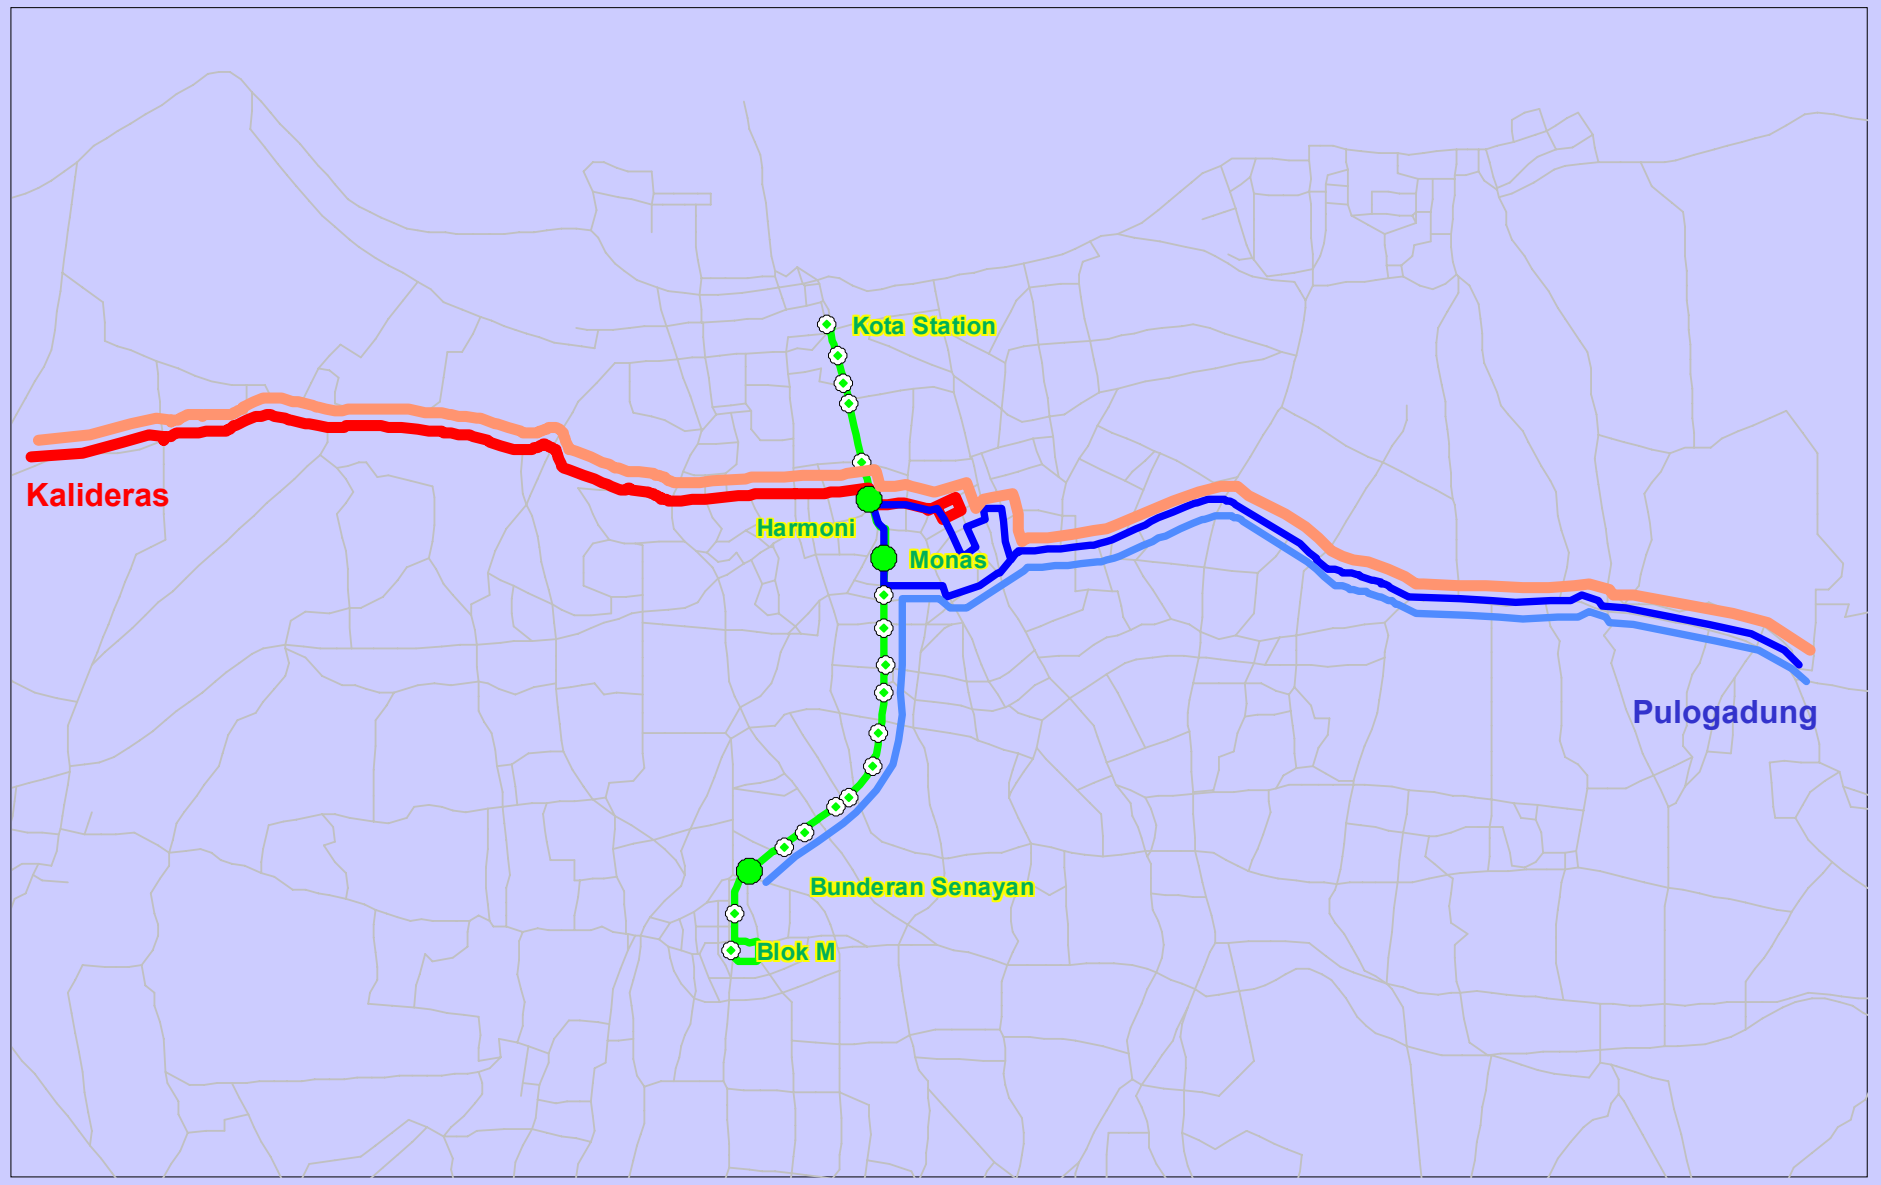 Kota Station
Kalideras
Harmoni
Monas
Pulogadung
Bunderan Senayan
Blok M